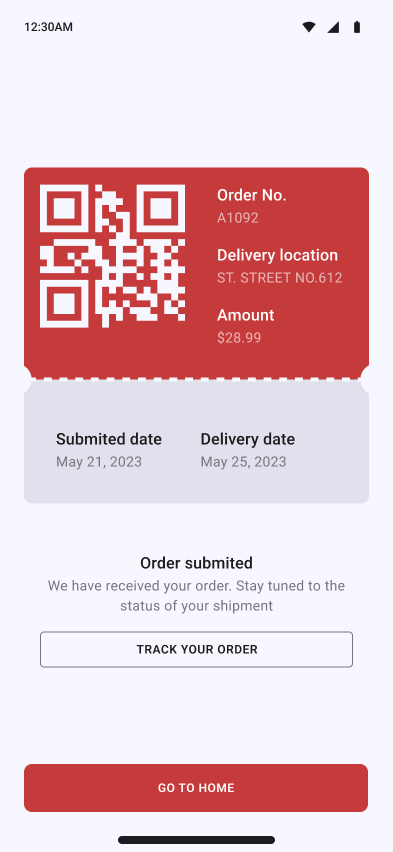 12:30AM
Order No.
A1092
Delivery location
ST. STREET NO.612
Amount
$28.99
Submited date
May 21, 2023
Delivery date
May 25, 2023
Order submited
We have received your order. Stay tuned to the
status of your shipment
TRACK YOUR ORDER
GO TO HOME